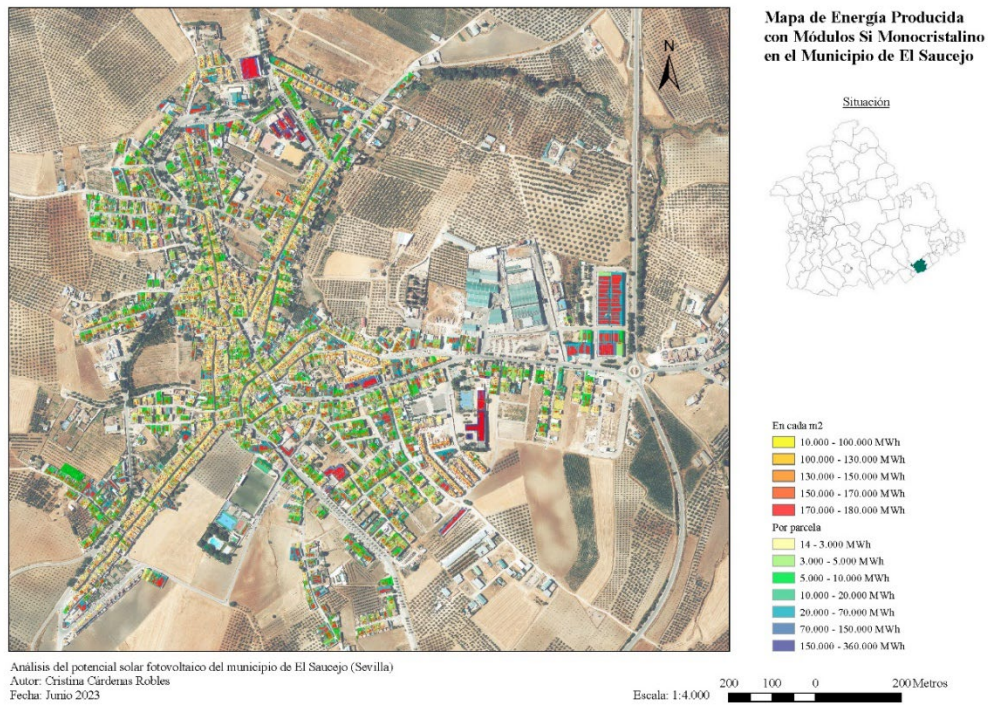 Mapa de Energía Producida
con Módulos Si Monocristalino
en el Municipio de El Saucejo
N
Situación
En cada m2
10.000 - 100.000 MWh
100.000 - 130.000 MWh
130.000 - 150.000 MWh
150.000 - 170.000 MWh
170.000 - 180.000 MWh
Por parcela
14 - 3.000 MWh
3.000 - 5.000 MWh
5.000 - 10.000 MWh
10.000 - 20.000 MWh
20.000 - 70.000 MWh
70.000 - 150.000 MWh
150.000 - 360.000 MWh
Análisis del potencial solar fotovoltaico del municipio de El Saucejo (Sevilla)
Autor: Cristina Cárdenas Robles
Fecha: Junio 2023
Escala: 1:4.000
200 100 0 200 Metros